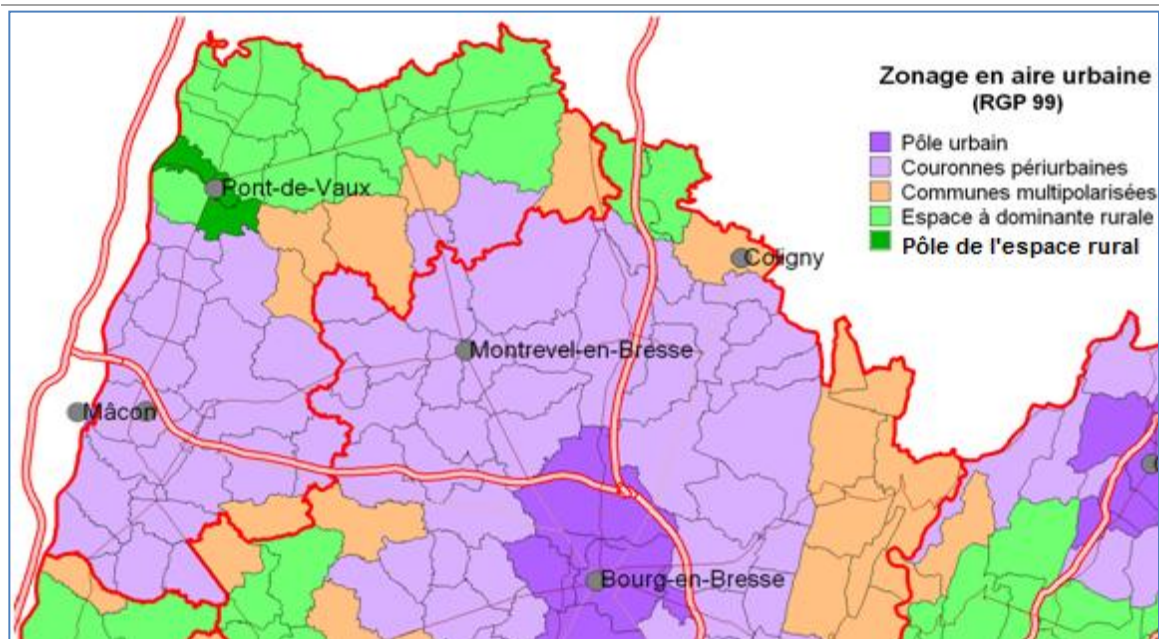 Zonage en aire urbaine
(RGP 99)
Pôle urbain
Couronnes périurbaines
Communes multipolarisées
Espace à dominante rurale
Pôle de l'espace rural
Pont-de-Vaux
Coligny
Montrevel-en-Bresse
Mâcon
Bourg-en-Bresse